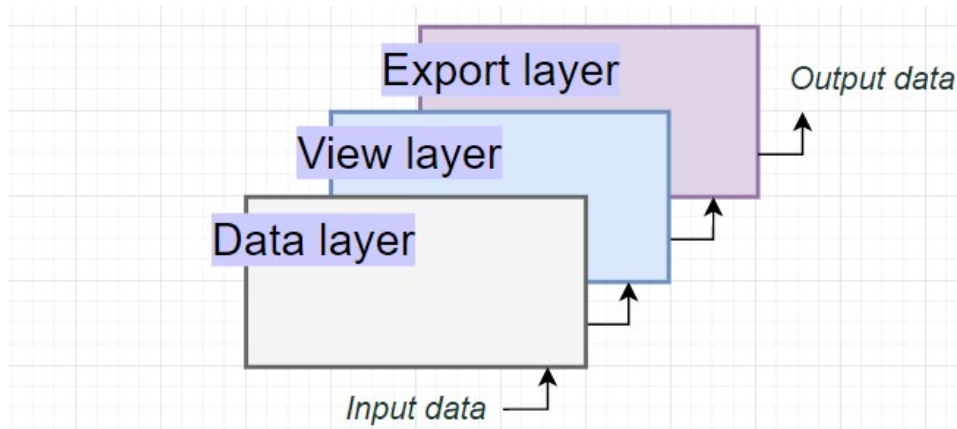 Export layer
Output data
View layer
Data layer
Input data